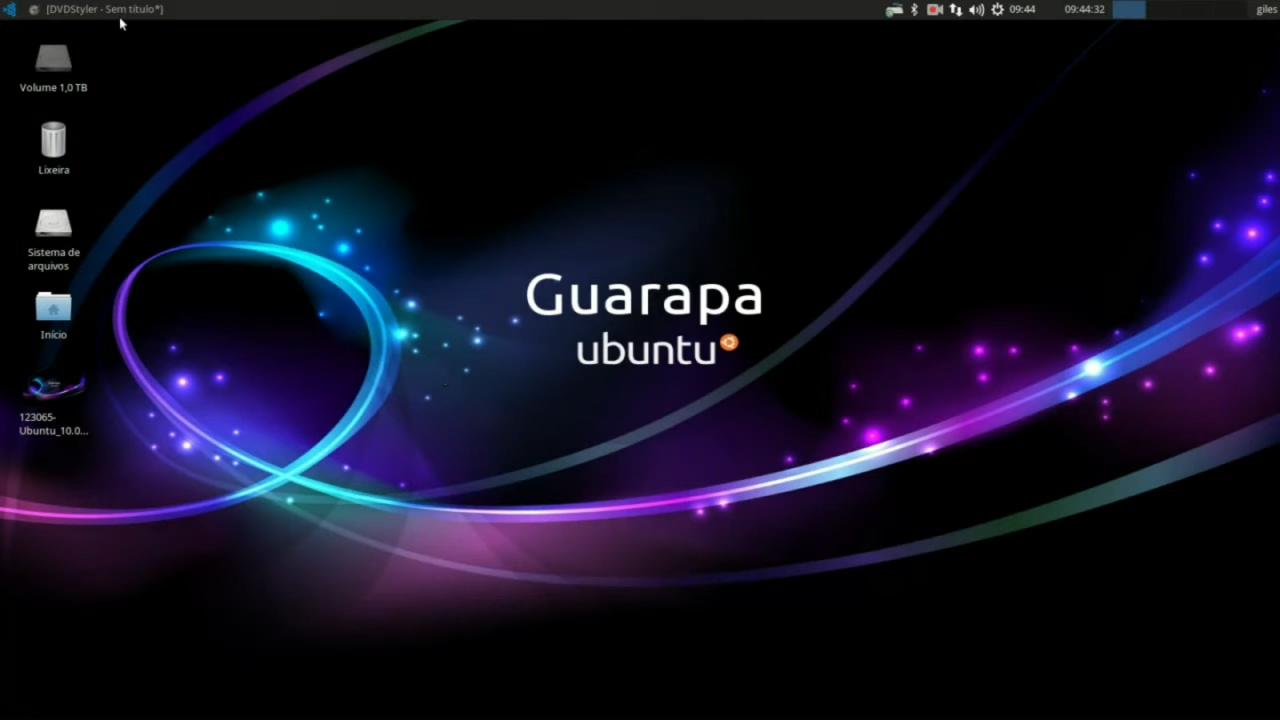 [DVDStyler - Sem título*]
09:44
09:44:32
giles
Volume 1,0 TB
Lixeira
Sistema de
arquivos
Início
123065-
Ubuntu_10.0...
Guarapa
ubuntu